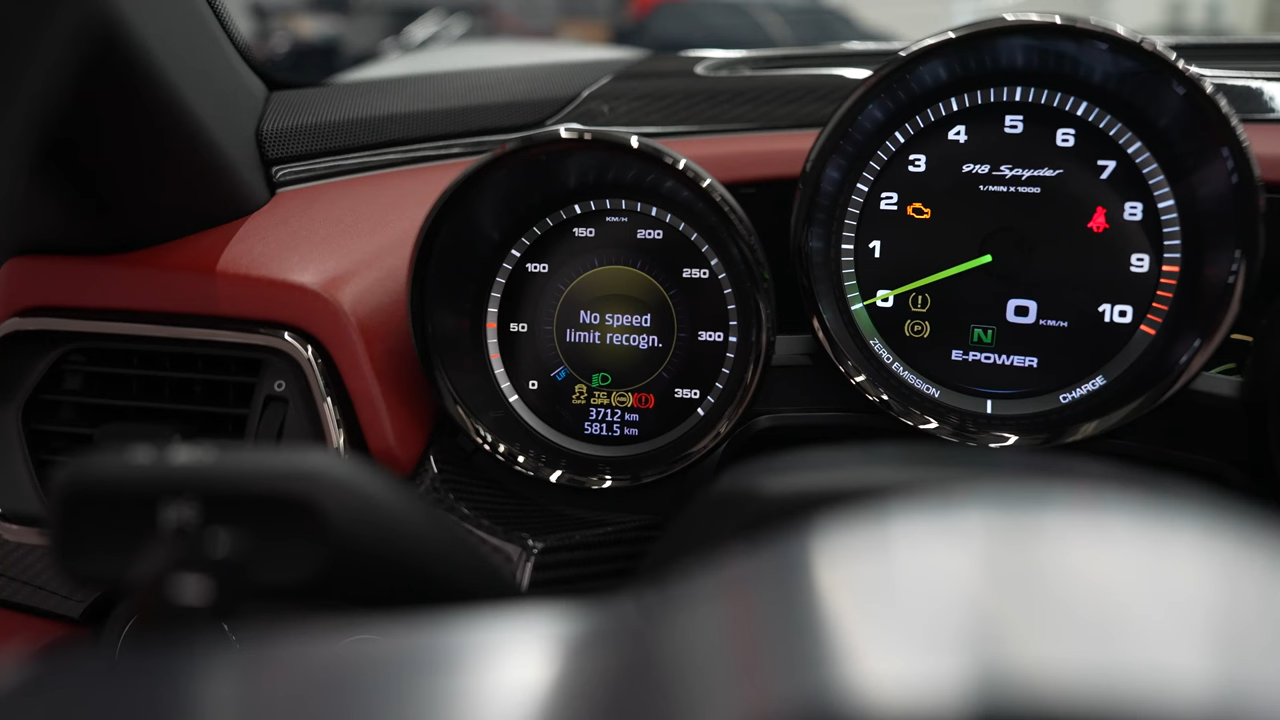 KM/H
0
50
100
150
200
250
300
350
No speed
limit recogn.
LIFT
OFF
TC
OFF
ABS
3712 km
581.5 km
0
1
2
3
4
5
6
7
8
9
10
918 Spyder
1/MIN X 1000
P
0 KM/H
N
E-POWER
ZERO EMISSION
CHARGE